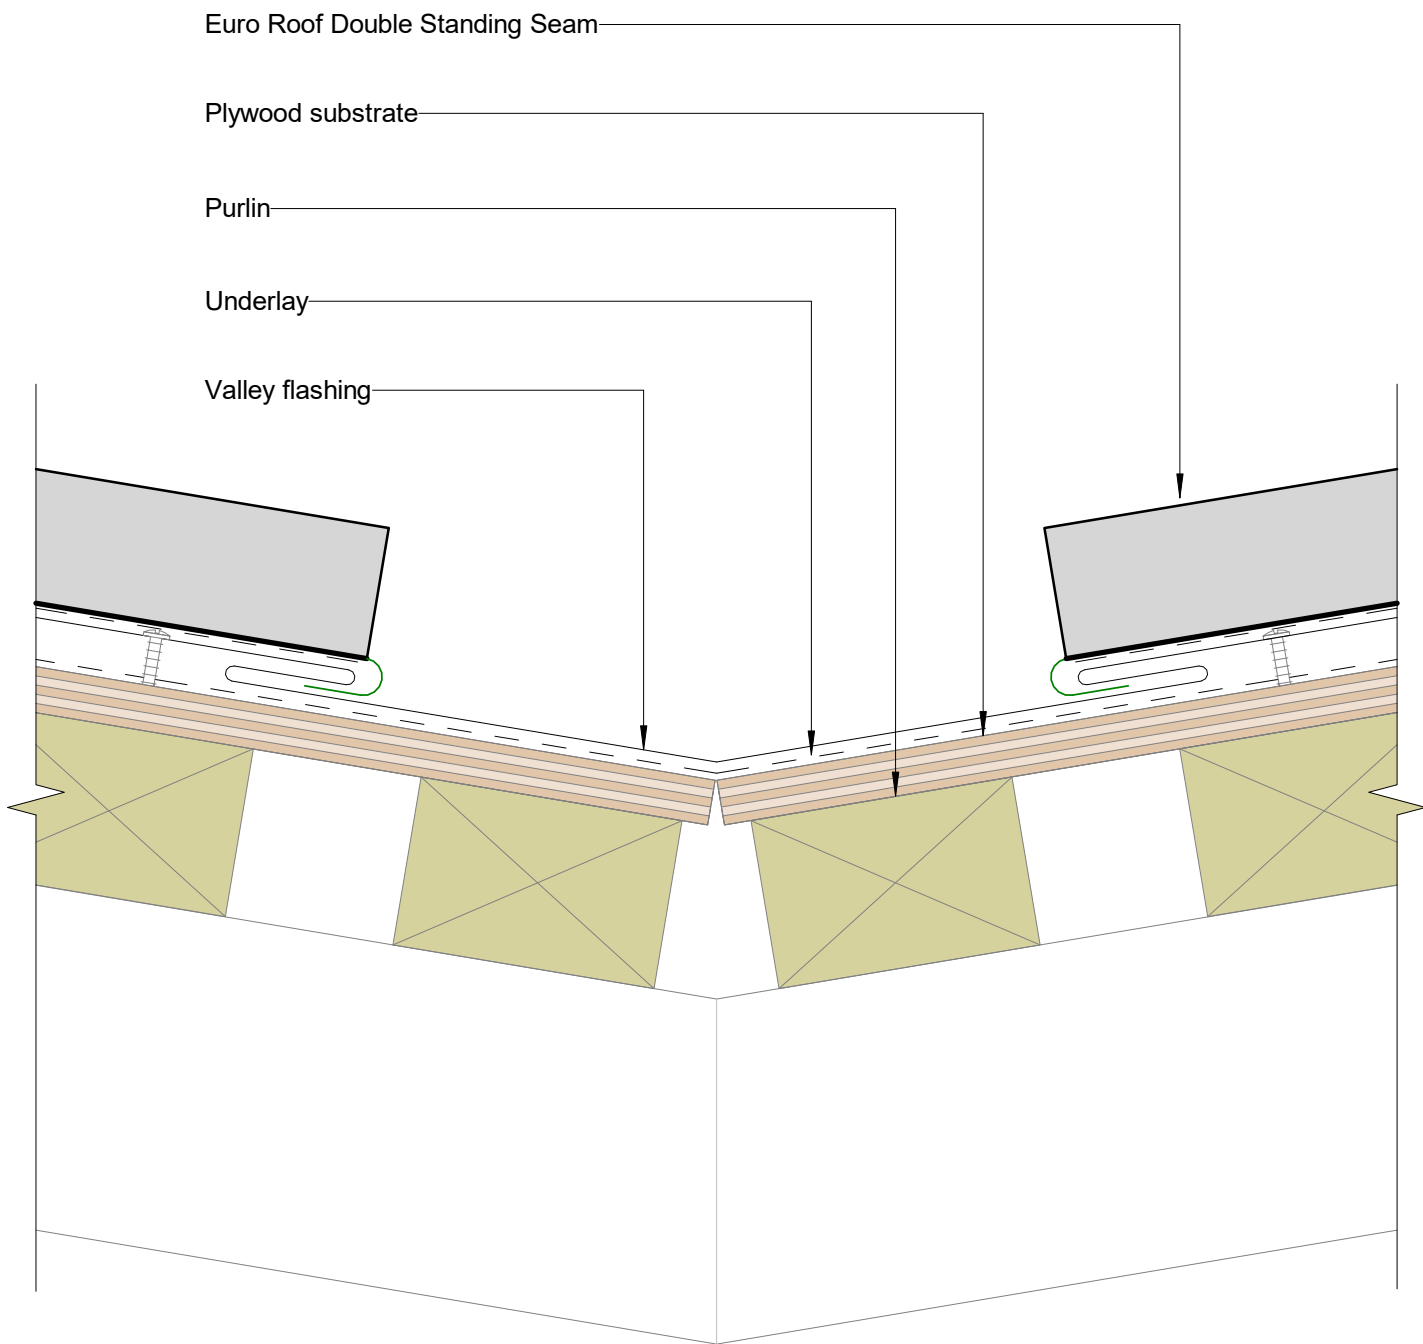 Euro Roof Double Standing Seam
Plywood substrate
Purlin
Underlay
Valley flashing